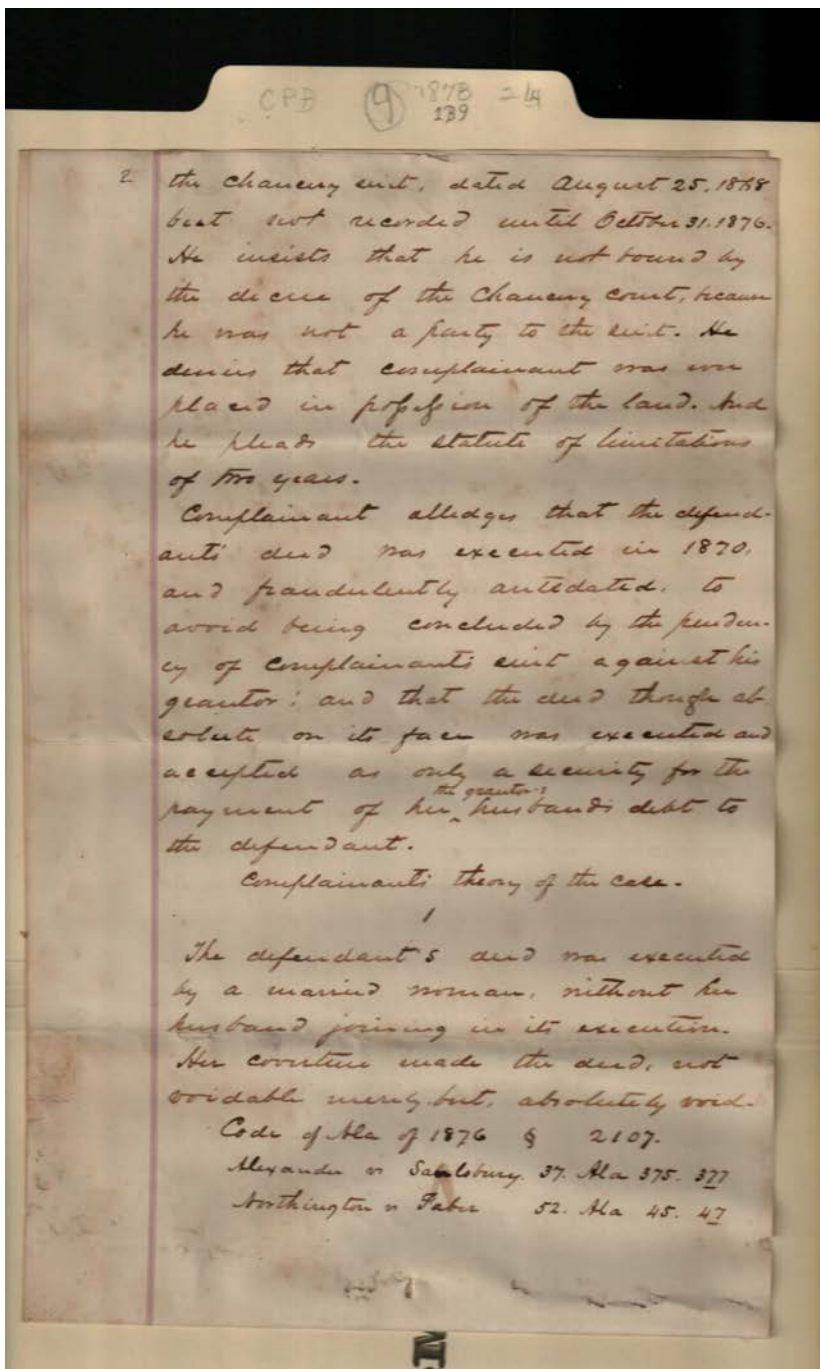 CPB 9 1878 2 14
139
2 the Chancery suit, dated August 25. 1868
but not recorded until October 31. 1876.
He insists that he is not bound by
the decree of the Chancery court, because
he was not a party to the suit. He
denies that complainant was ever
placed in possession of the land. And
he pleads the statute of limitations
of two years.
Complainant alledges that the defend-
ants' deed was executed in 1870,
and fraudulently antedated, to
avoid being concluded by the penden-
cy of complainants suit against his
grantor; and that the deed though ab
solute on its face was executed and
accepted as only a security for the
the grantor's
payment of her husbands debt to
the defendant.
Complainants theory of the case.
1
The defendant s deed was executed
by a married woman, without her
husband joining in its execution.
Her coverture made the deed, not
voidable merely but, absolutely void.
Code of Ala of 1876 § 2107.
Alexander vs Saulsbury. 37. Ala 375. 377
Northington vs Faber 52. Ala 45. 47